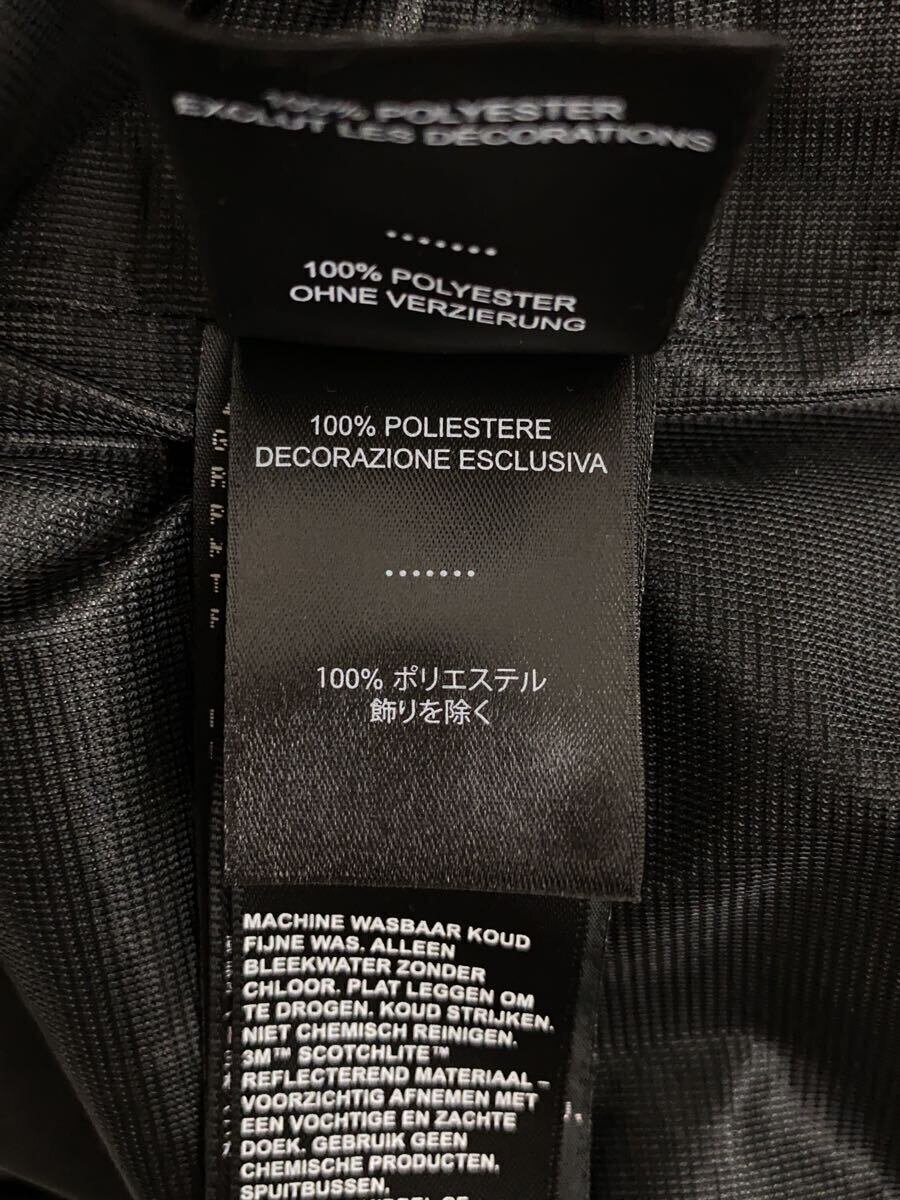 100% POLYESTER
EXCLUT LES DECORATIONS
.......
100% POLYESTER
OHNE VERZIERUNG
100% POLIESTERE
DECORAZIONE ESCLUSIVA
.......
100% ポリエステル
飾りを除く
MACHINE WASBAAR KOUD
FIJNE WAS. ALLEEN
BLEEKWATER ZONDER
CHLOOR. PLAT LEGGEN OM
TE DROGEN. KOUD STRIJKEN.
NIET CHEMISCH REINIGEN.
3M™ SCOTCHLITE™
REFLECTEREND MATERIAAL –
VOORZICHTIG AFNEMEN MET
EEN VOCHTIGE EN ZACHTE
DOEK. GEBRUIK GEEN
CHEMISCHE PRODUCTEN,
SPUITBUSSEN,